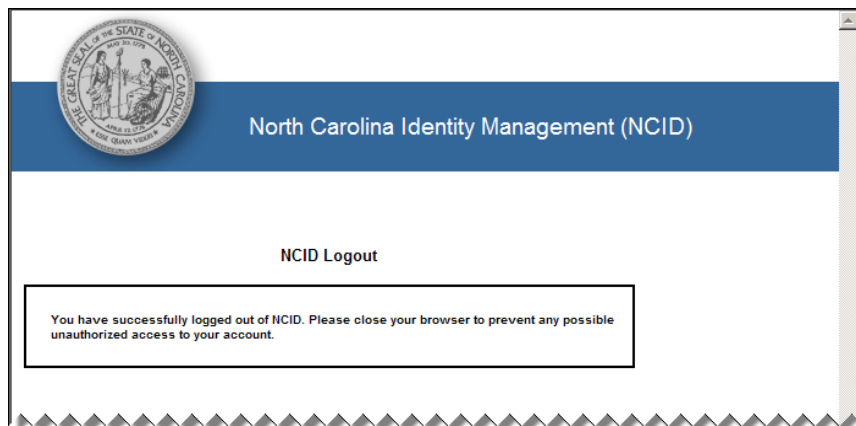 THE GREAT SEAL OF THE STATE OF NORTH CAROLINA
MAY 20, 1775
APRIL 12, 1776
ESSE QUAM VIDERI
North Carolina Identity Management (NCID)
NCID Logout
You have successfully logged out of NCID. Please close your browser to prevent any possible
unauthorized access to your account.